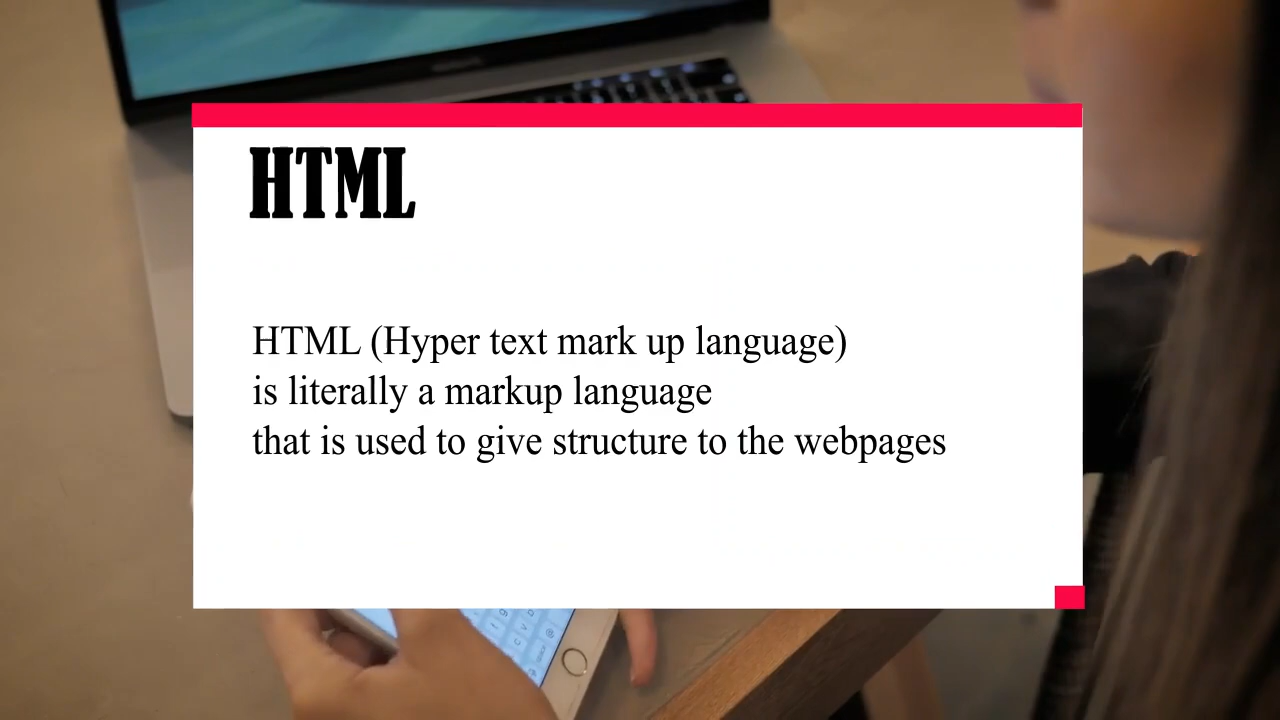 HTML
HTML (Hyper text mark up language)
is literally a markup language
that is used to give structure to the webpages